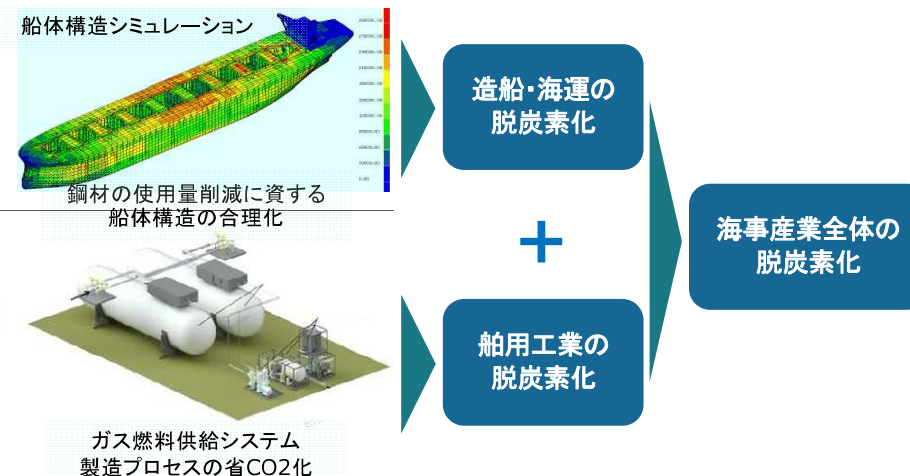 船体構造シミュレーション
鋼材の使用量削減に資する
船体構造の合理化
造船・海運の
脱炭素化
+
舶用工業の
脱炭素化
海事産業全体の
脱炭素化
ガス燃料供給システム
製造プロセスの省CO2化